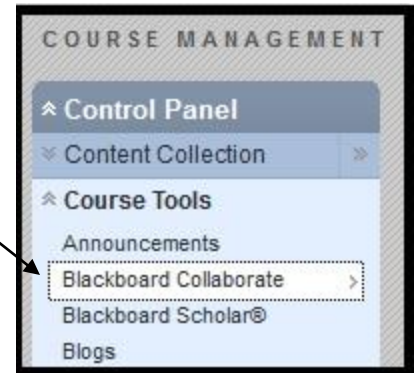 COURSE MANAGEMENT
Control Panel
Content Collection
Course Tools
Announcements
Blackboard Collaborate
Blackboard Scholar®
Blogs